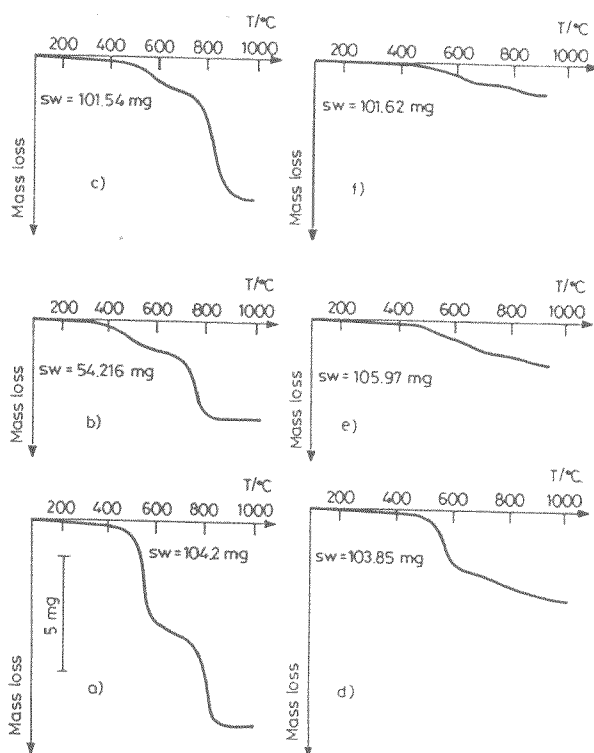 T/°C
200 400 600 800 1000
sw = 101.54 mg
Mass loss
c)
T/°C
200 400 600 800 1000
sw = 101.62 mg
Mass loss
f)
T/°C
200 400 600 800 1000
sw = 54.216 mg
Mass loss
b)
T/°C
200 400 600 800 1000
sw = 105.97 mg
Mass loss
e)
T/°C
200 400 600 800 1000
sw = 104.2 mg
5 mg
Mass loss
a)
T/°C.
200 400 600 800 1000
sw = 103.85 mg
Mass loss
d)